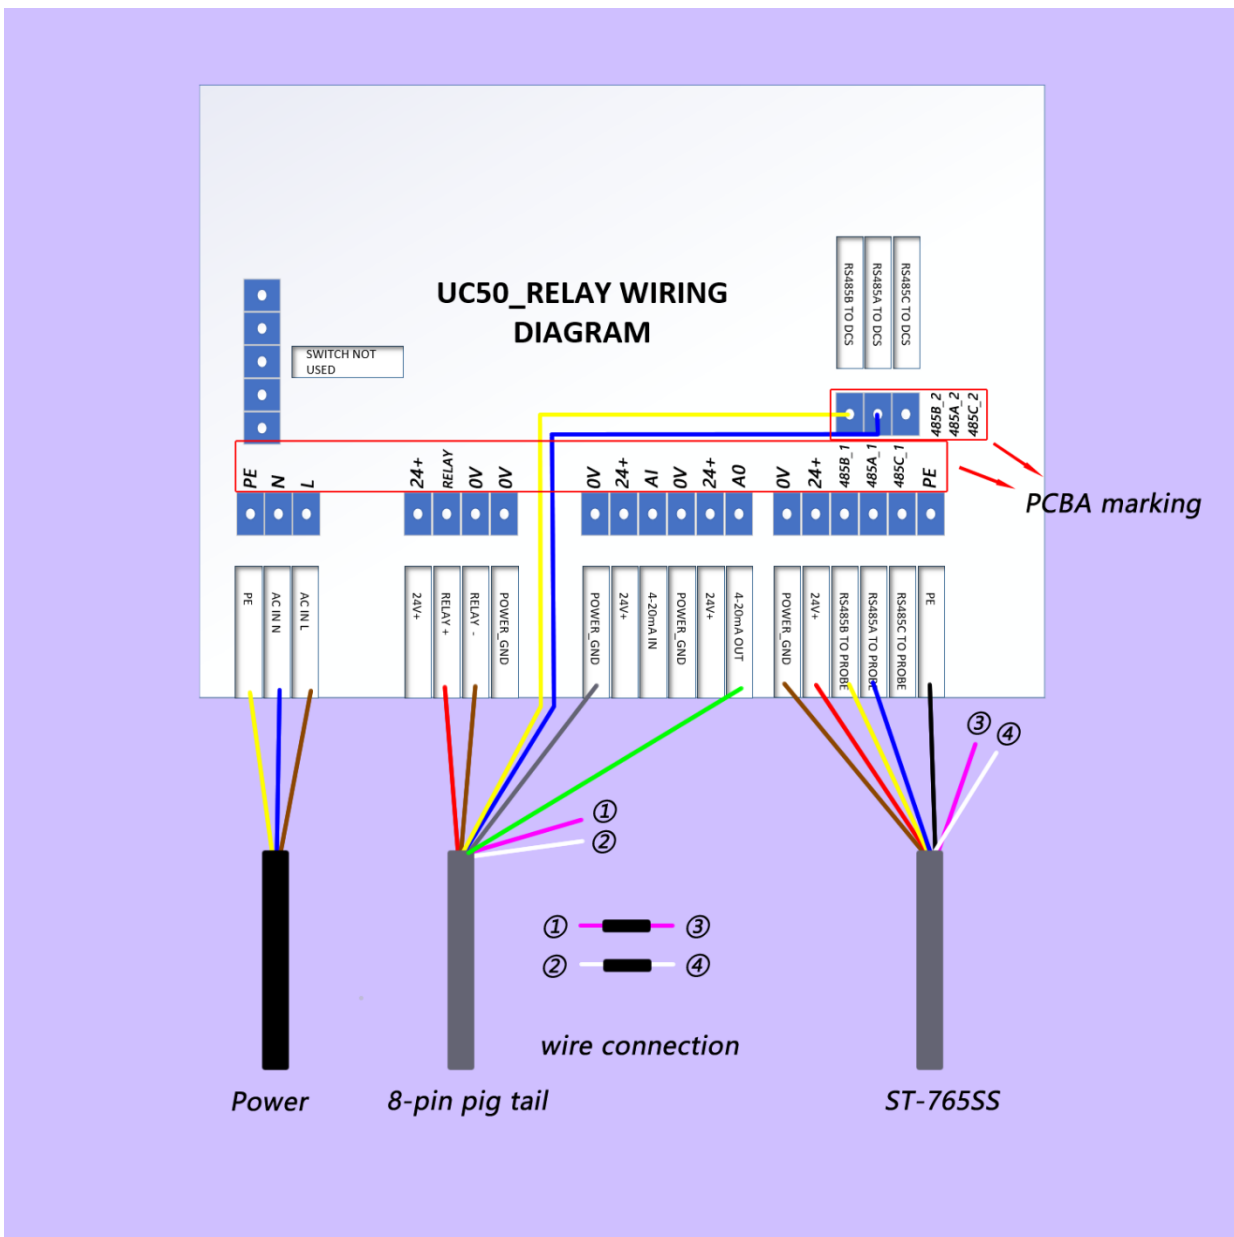 RS485B TO DCS
RS485A TO DCS
RS485C TO DCS
UC50_RELAY WIRING
DIAGRAM
SWITCH NOT
USED
485B_2
485A_2
485C_2
PE
N
L
24+
RELAY
0V
0V
0V
24+
AI
0V
24+
A0
0V
24+
485B_1
485A_1
485C_1
PE
PCBA marking
PE
AC IN N
AC IN L
24V+
RELAY +
RELAY -
POWER_GND
POWER_GND
24V+
4-20mA IN
POWER_GND
24V+
4-20mA OUT
POWER_GND
24V+
RS485B TO PROBE
RS485A TO PROBE
RS485C TO PROBE
PE
③ ④
①
②
① ③
② ④
wire connection
Power
8-pin pig tail
ST-765SS